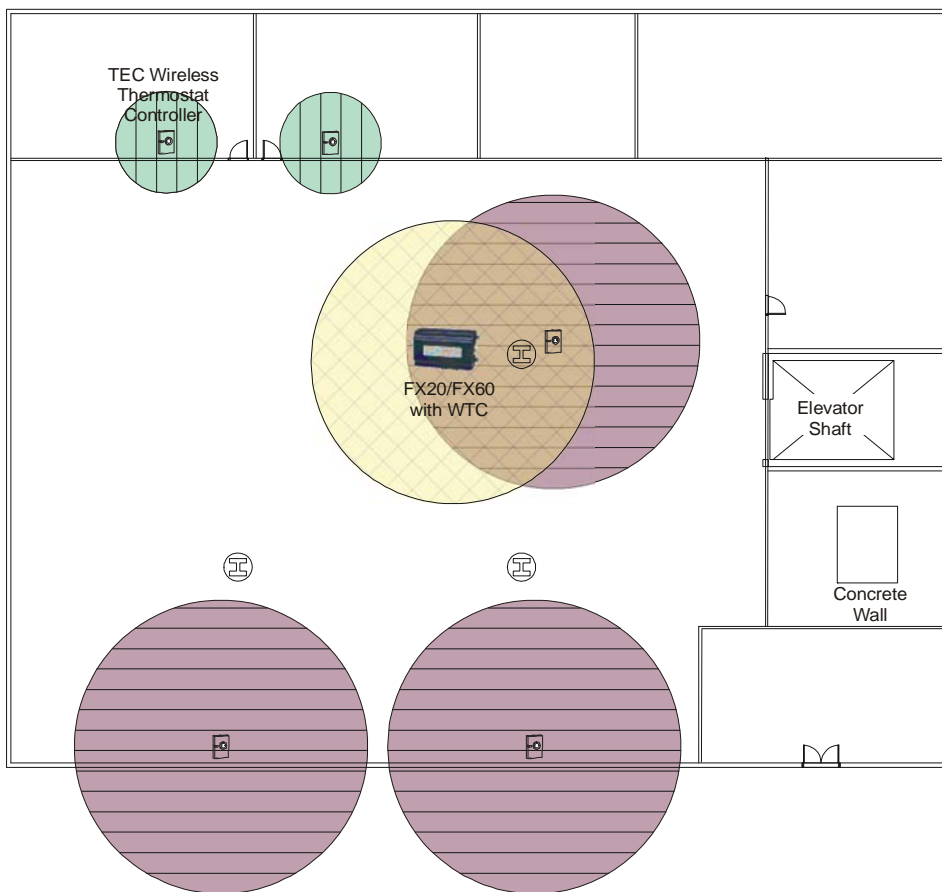 TEC Wireless
Thermostat
Controller
FX20/FX60
with WTC
Elevator
Shaft
Concrete
Wall